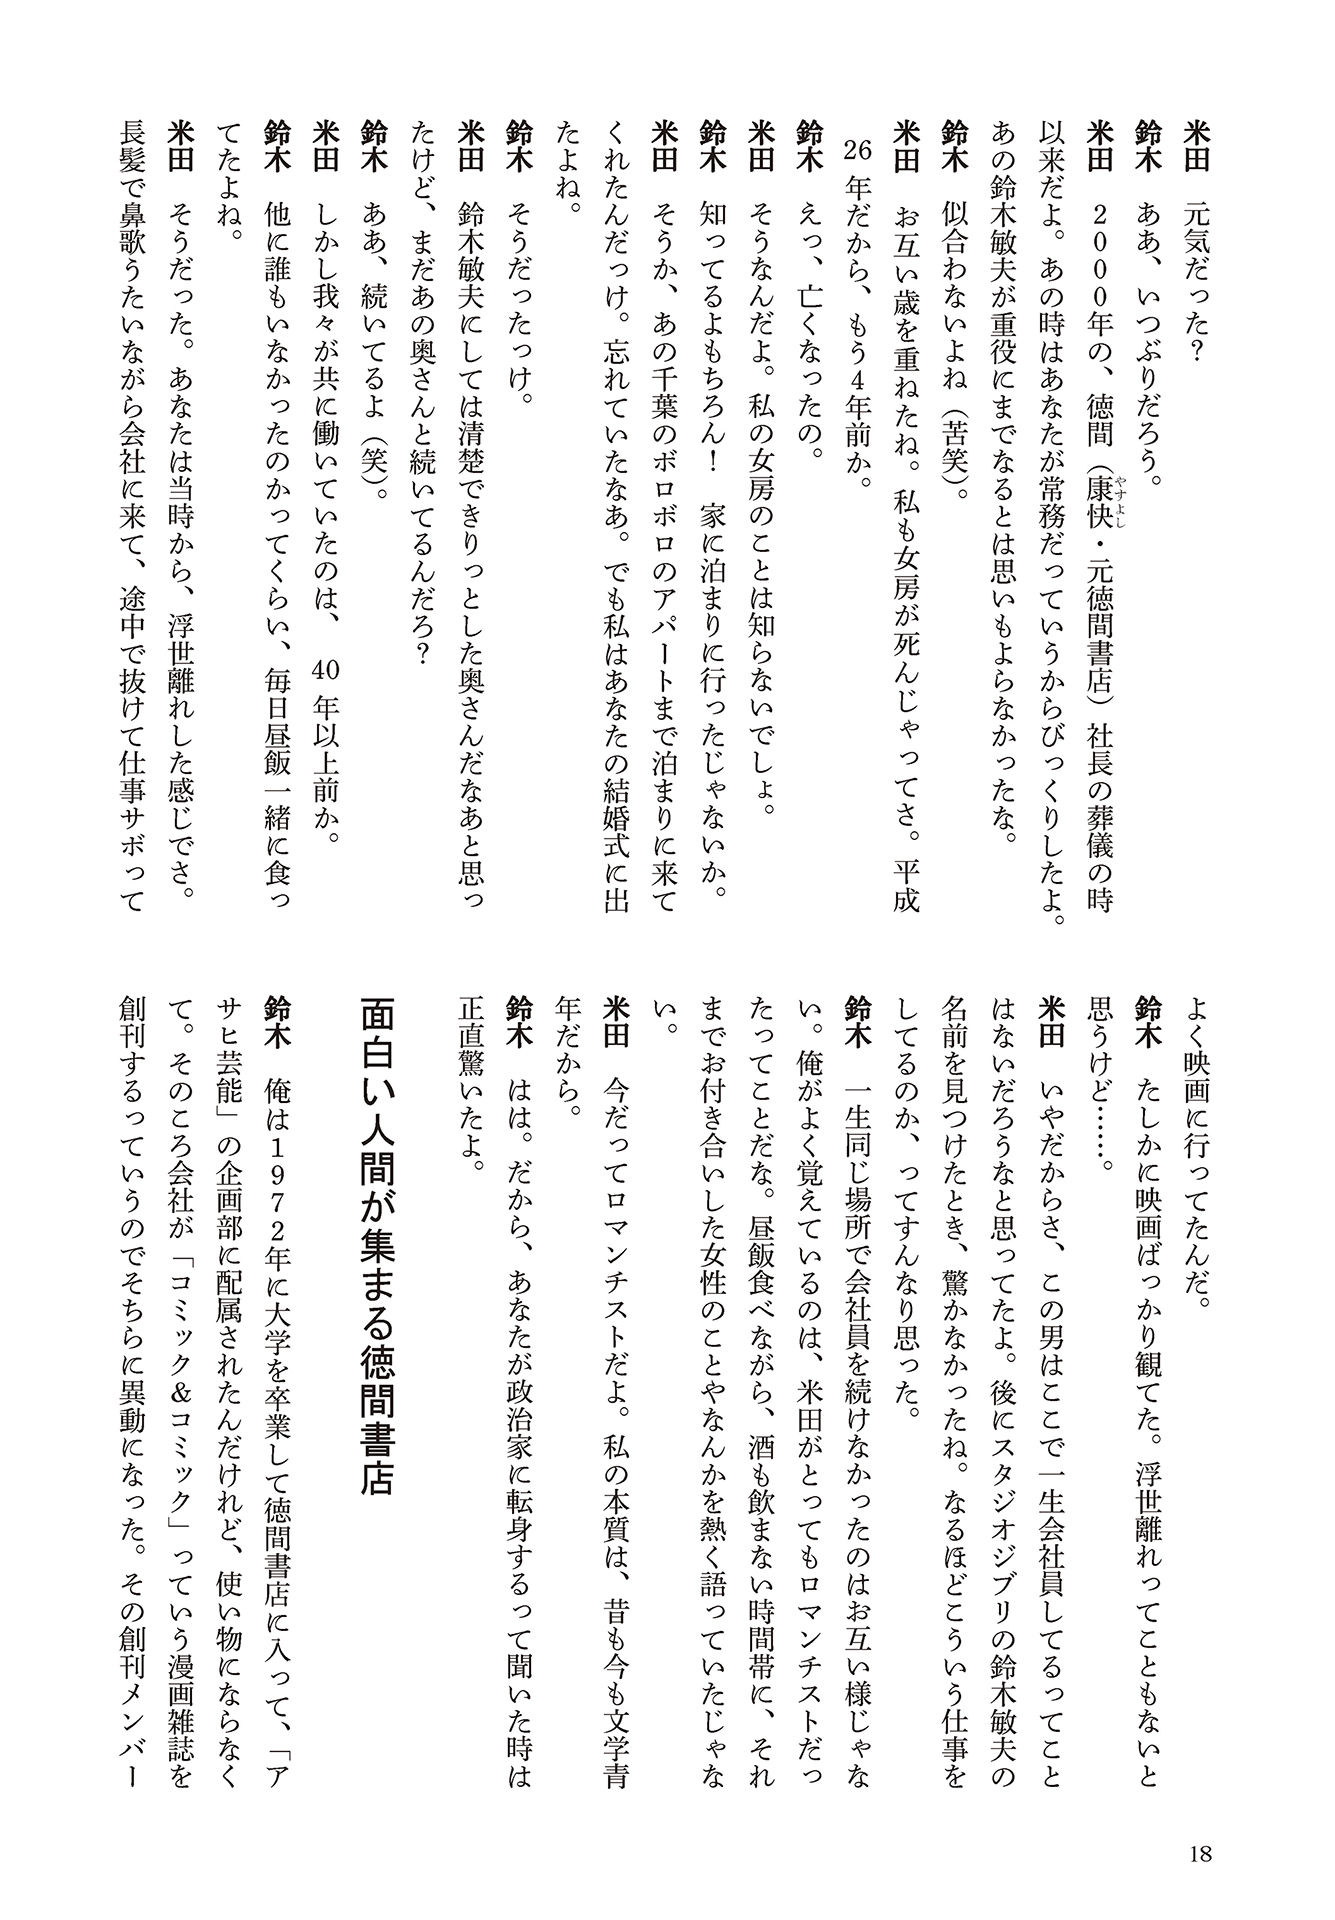 米田　元気だった？
鈴木　ああ、いつぶりだろう。
米田　２０００年の、徳間（康快・元徳間書店）社長の葬儀の時
やすよし
以来だよ。あの時はあなたが常務だっていうからびっくりしたよ。
あの鈴木敏夫が重役にまでなるとは思いもよらなかったな。
鈴木　似合わないよね（苦笑）。
米田　お互い歳を重ねたね。私も女房が死んじゃってさ。平成
26年だから、もう４年前か。
鈴木　えっ、亡くなったの。
米田　そうなんだよ。私の女房のことは知らないでしょ。
鈴木　知ってるよもちろん！　家に泊まりに行ったじゃないか。
米田　そうか、あの千葉のボロボロのアパートまで泊まりに来て
くれたんだっけ。忘れていたなあ。でも私はあなたの結婚式に出
たよね。
鈴木　そうだったっけ。
米田　鈴木敏夫にしては清楚できりっとした奥さんだなあと思っ
たけど、まだあの奥さんと続いてるんだろ？
鈴木　ああ、続いてるよ（笑）。
米田　しかし我々が共に働いていたのは、40年以上前か。
鈴木　他に誰もいなかったのかってくらい、毎日昼飯一緒に食っ
てたよね。
米田　そうだった。あなたは当時から、浮世離れした感じでさ。
長髪で鼻歌うたいながら会社に来て、途中で抜けて仕事サボって
よく映画に行ってたんだ。
鈴木　たしかに映画ばっかり観てた。浮世離れってこともないと
思うけど……。
米田　いやだからさ、この男はここで一生会社員してるってこと
はないだろうなと思ってたよ。後にスタジオジブリの鈴木敏夫の
名前を見つけたとき、驚かなかったね。なるほどこういう仕事を
してるのか、ってすんなり思った。
鈴木　一生同じ場所で会社員を続けなかったのはお互い様じゃな
い。俺がよく覚えているのは、米田がとってもロマンチストだっ
たってことだな。昼飯食べながら、酒も飲まない時間帯に、それ
までお付き合いした女性のことやなんかを熱く語っていたじゃな
い。
米田　今だってロマンチストだよ。私の本質は、昔も今も文学青
年だから。
鈴木　はは。だから、あなたが政治家に転身するって聞いた時は
正直驚いたよ。
面白い人間が集まる徳間書店
鈴木　俺は１９７２年に大学を卒業して徳間書店に入って、「ア
サヒ芸能」の企画部に配属されたんだけれど、使い物にならなく
て。そのころ会社が「コミック＆コミック」っていう漫画雑誌を
創刊するっていうのでそちらに異動になった。その創刊メンバー
18